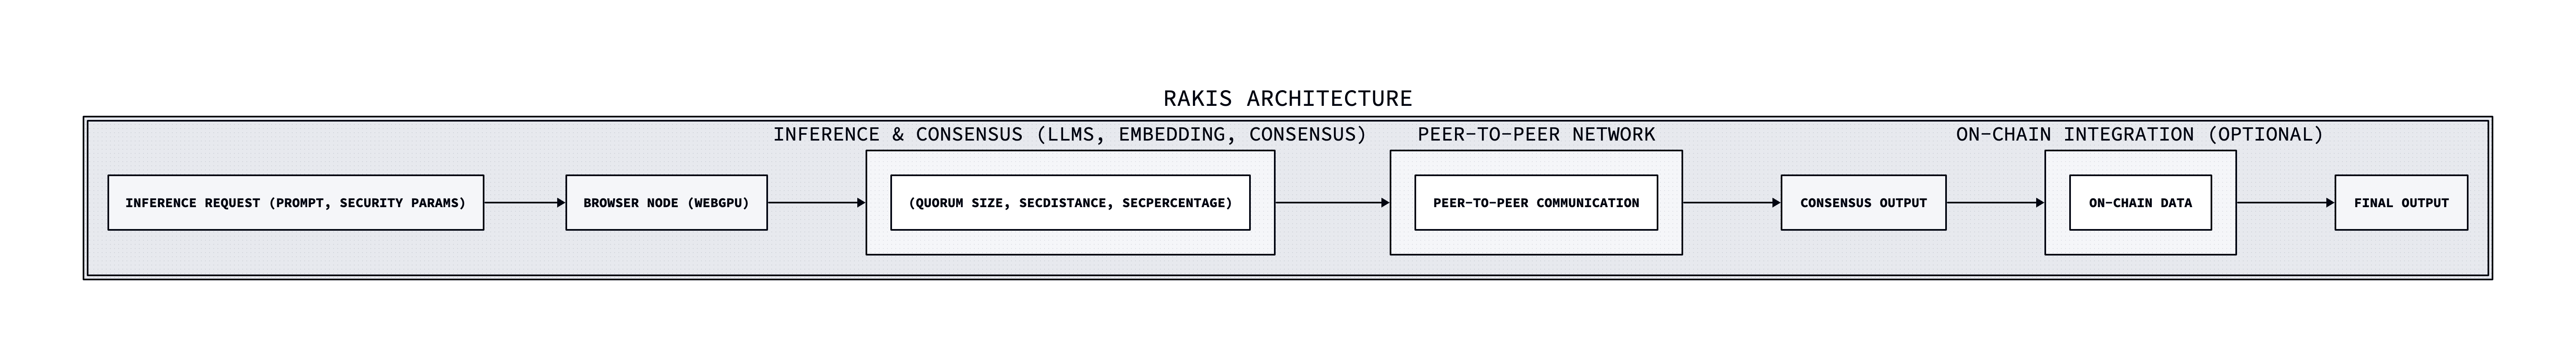 RAKIS ARCHITECTURE
INFERENCE & CONSENSUS (LLMS, EMBEDDING, CONSENSUS)
PEER-TO-PEER NETWORK
ON-CHAIN INTEGRATION (OPTIONAL)
INFERENCE REQUEST (PROMPT, SECURITY PARAMS)
BROWSER NODE (WEBGPU)
(QUORUM SIZE, SECDISTANCE, SECPERCENTAGE)
PEER-TO-PEER COMMUNICATION
CONSENSUS OUTPUT
ON-CHAIN DATA
FINAL OUTPUT